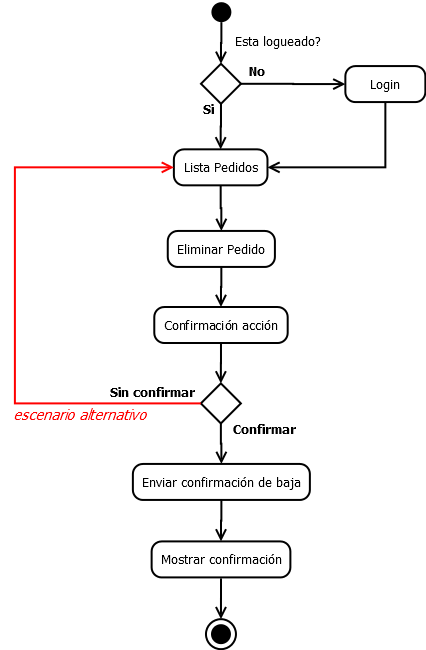 Esta logueado?
No
Login
Si
Lista Pedidos
Eliminar Pedido
Confirmación acción
Sin confirmar
escenario alternativo
Confirmar
Enviar confirmación de baja
Mostrar confirmación